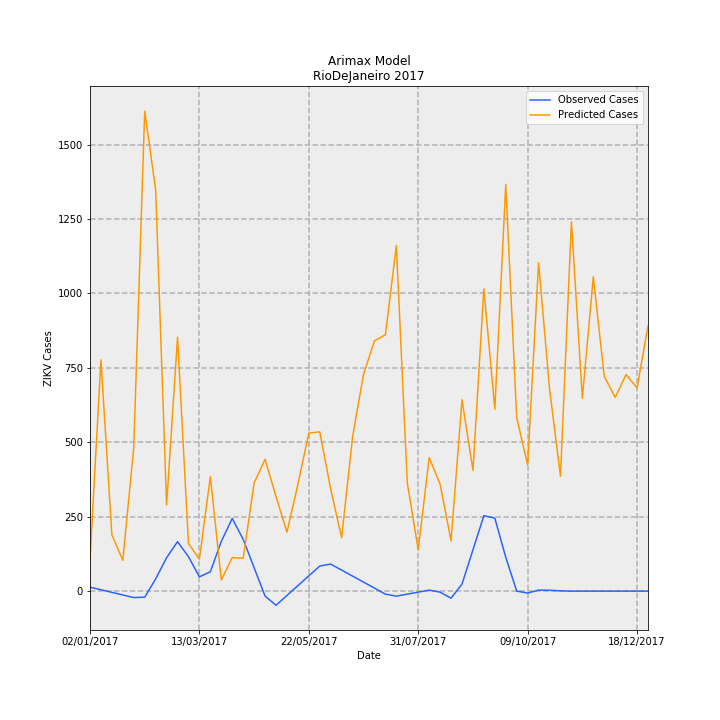 Arimax Model
RioDeJaneiro 2017
Observed Cases
Predicted Cases
1500
1250
1000
750
500
250
0
ZIKV Cases
02/01/2017 13/03/2017 22/05/2017 31/07/2017 09/10/2017 18/12/2017
Date